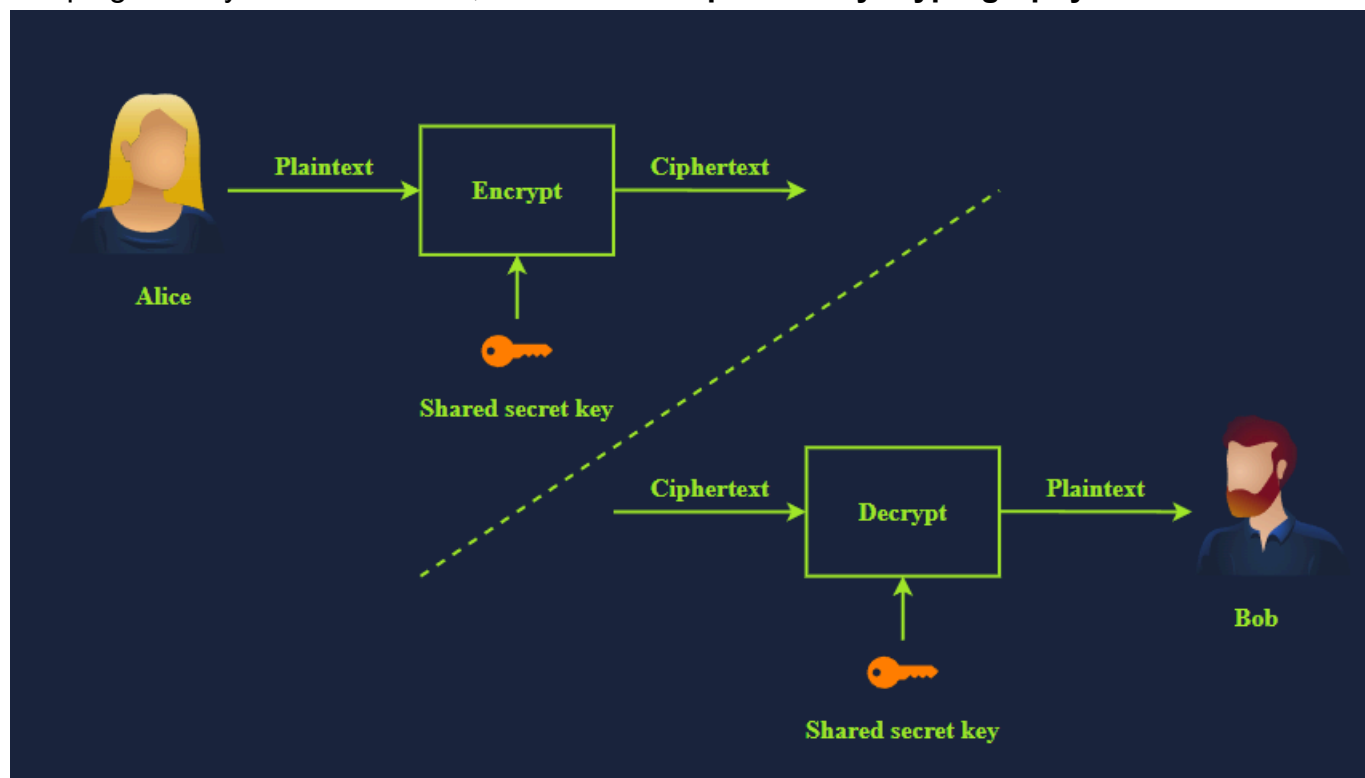 Plaintext
Ciphertext
Encrypt
Alice
Shared secret key
Ciphertext
Plaintext
Decrypt
Bob
Shared secret key